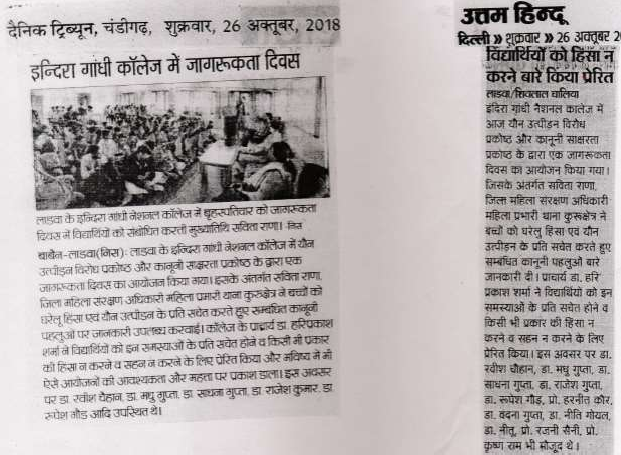 दैनिक ट्रिब्यून, चंडीगढ़, शुक्रवार, 26 अक्तूबर, 2018
इन्दिरा गांधी कॉलेज में जागरूकता दिवस
लाडवा के इन्दिरा गांधी नेशनल कॉलेज में बृहस्पतिवार को जागरूकता
दिवस में विद्यार्थियों को संबोधित करती मुख्यातिथि सविता राणा। -निस
बाबैन-लाडवा(निस): लाडवा के इन्दिरा गांधी नेशनल कॉलेज में यौन
उत्पीड़न विरोध प्रकोष्ठ और कानूनी साक्षरता प्रकोष्ठ के द्वारा एक
जागरूकता दिवस का आयोजन किया गया। इसके अंतर्गत सविता राणा
जिला महिला संरक्षण अधिकारी महिला प्रभारी थाना कुरुक्षेत्र ने बच्चों को
घरेलू हिंसा एवं यौन उत्पीड़न के प्रति सचेत करते हुए सम्बंधित कानूनी
पहलुओं पर जानकारी उपलब्ध करवाई। कॉलेज के प्राचार्य डा. हरिप्रकाश
शर्मा ने विद्यार्थियों को इन समस्याओं के प्रति सचेत होने व किसी भी प्रकार
की हिंसा न करने व सहन न करने के लिए प्रेरित किया और भविष्य में भी
ऐसे आयोजनों की आवश्यकता और महत्ता पर प्रकाश डाला। इस अवसर
पर डा. रवीश चौहान, डा. मधु गुप्ता, डा. साधना गुप्ता, डा. राजेश कुमार, डा.
रूपेश गौड़ आदि उपस्थित थे।
उत्तम हिन्दू
दिल्ली » शुक्रवार » 26 अक्तूबर 2
विद्यार्थियों को हिंसा न
करने बारे किया प्रेरित
लाडवा/शिवलाल वालिया
इंदिरा गांधी नैशनल कालेज में
आज यौन उत्पीड़न विरोध
प्रकोष्ठ और कानूनी साक्षरता
प्रकोष्ठ के द्वारा एक जागरूकता
दिवस का आयोजन किया गया।
जिसके अंतर्गत सविता राणा,
जिला महिला संरक्षण अधिकारी
महिला प्रभारी थाना कुरूक्षेत्र ने
बच्चों को घरेलु हिंसा एवं यौन
उत्पीड़न के प्रति सचेत करते हुए
सम्बंधित कानूनी पहलुओ बारे
जानकारी दी। प्राचार्य डा. हरि
प्रकाश शर्मा ने विद्यार्थियों को इन
समस्याओं के प्रति सचेत होने व
किसी भी प्रकार की हिंसा न
करने व सहन न करने के लिए
प्रेरित किया। इस अवसर पर डा.
रवीश चौहान, डा. मधु गुप्ता, डा.
साधना गुप्ता, डा. राजेश गुप्ता,
डा. रूपेश गौड़, प्रो. हरनीत कौर,
डा. वंदना गुप्ता, डा. नीति गोयल,
डा. नीतू, प्रो. रजनी सैनी, प्रो.
कृष्ण राम भी मौजूद थे।